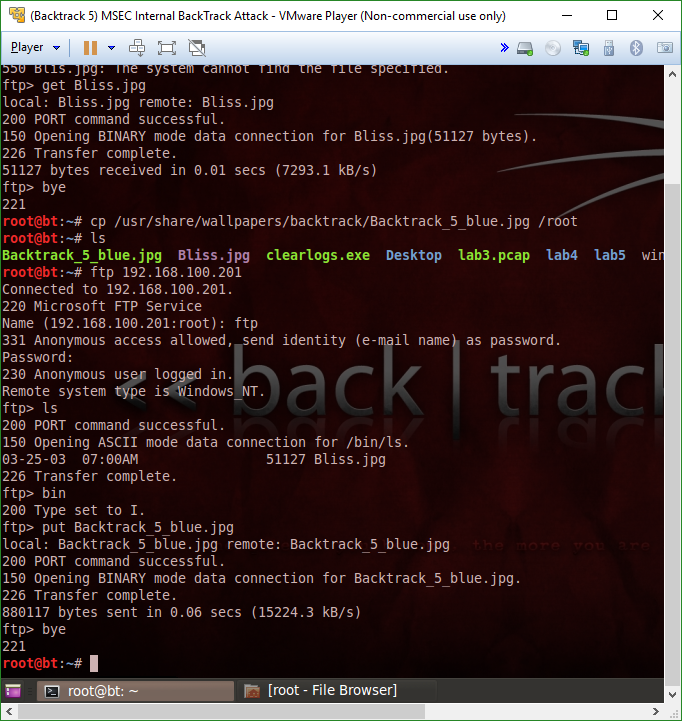 (Backtrack 5) MSEC Internal BackTrack Attack - VMware Player (Non-commercial use only)
Player
550 Blis.jpg: The system cannot find the file specified.
ftp> get Bliss.jpg
local: Bliss.jpg remote: Bliss.jpg
200 PORT command successful.
150 Opening BINARY mode data connection for Bliss.jpg(51127 bytes).
226 Transfer complete.
51127 bytes received in 0.01 secs (7293.1 kB/s)
ftp> bye
221
root@bt:~# cp /usr/share/wallpapers/backtrack/Backtrack_5_blue.jpg /root
root@bt:~# ls
Backtrack_5_blue.jpg  Bliss.jpg  clearlogs.exe  Desktop  lab3.pcap  lab4  lab5  win
root@bt:~# ftp 192.168.100.201
Connected to 192.168.100.201.
220 Microsoft FTP Service
Name (192.168.100.201:root): ftp
331 Anonymous access allowed, send identity (e-mail name) as password.
Password:
230 Anonymous user logged in.
Remote system type is Windows_NT.
<< back | track
ftp> ls
200 PORT command successful.
150 Opening ASCII mode data connection for /bin/ls.
03-25-03  07:00AM                51127 Bliss.jpg
226 Transfer complete.
ftp> bin
200 Type set to I.
ftp> put Backtrack_5_blue.jpg
local: Backtrack_5_blue.jpg remote: Backtrack_5_blue.jpg
the more you are
200 PORT command successful.
150 Opening BINARY mode data connection for Backtrack_5_blue.jpg.
226 Transfer complete.
880117 bytes sent in 0.06 secs (15224.3 kB/s)
ftp> bye
221
root@bt:~#
root@bt: ~
[root - File Browser]